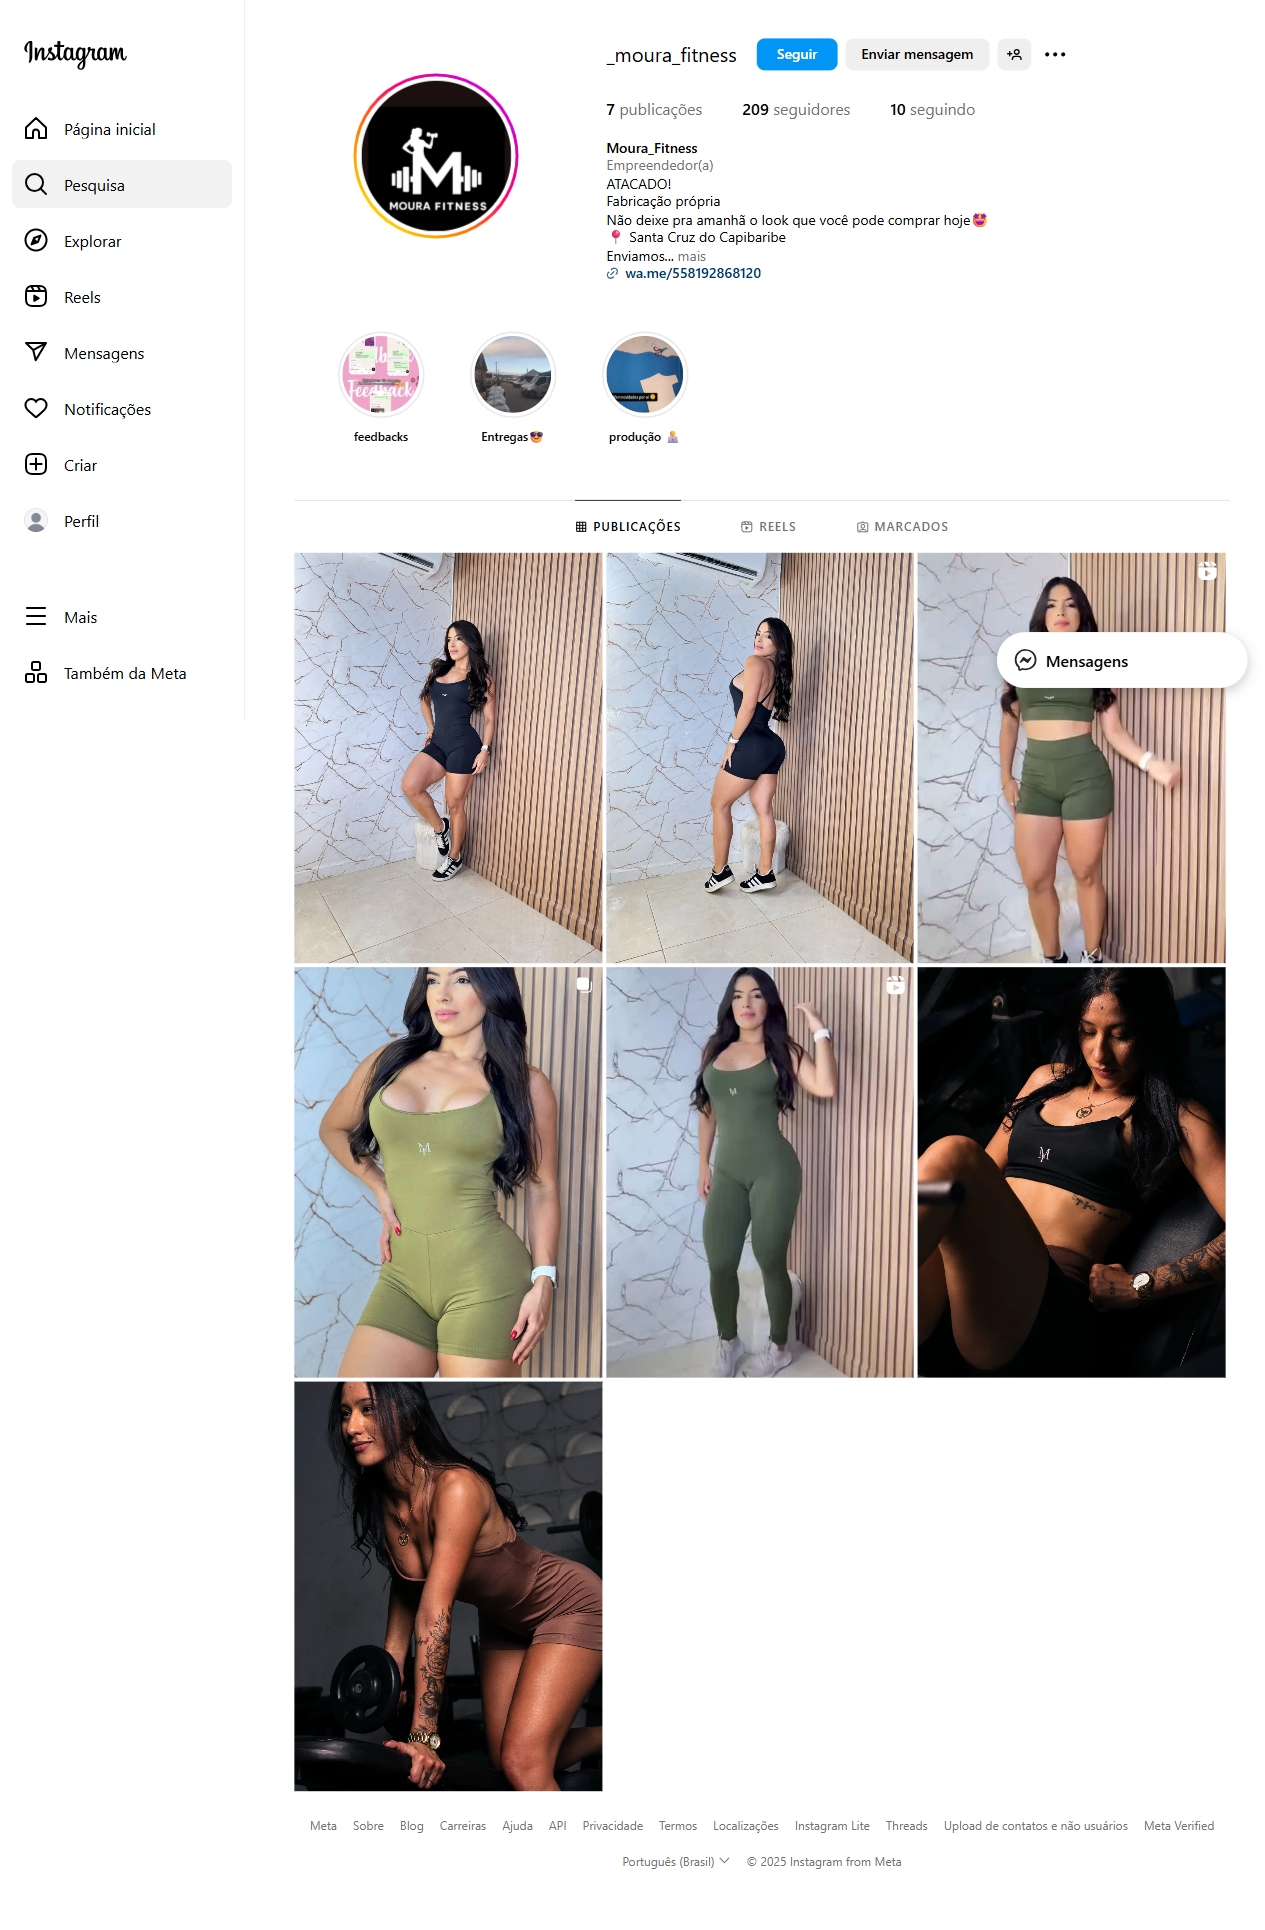 Instagram
Página inicial
Pesquisa
Explorar
Reels
Mensagens
Notificações
Criar
Perfil
Mais
Também da Meta
_moura_fitness
Seguir
Enviar mensagem
7 publicações 209 seguidores 10 seguindo
MOURA FITNESS
Moura_Fitness
Empreendedor(a)
ATACADO!
Fabricação própria
Não deixe pra amanhã o look que você pode comprar hoje🤩
📍 Santa Cruz do Capibaribe
Enviamos... mais
wa.me/558192868120
Feedback
feedbacks
Entregas😎
produção
PUBLICAÇÕES
REELS
MARCADOS
Mensagens
Meta Sobre Blog Carreiras Ajuda API Privacidade Termos Localizações Instagram Lite Threads Upload de contatos e não usuários Meta Verified
Português (Brasil) © 2025 Instagram from Meta